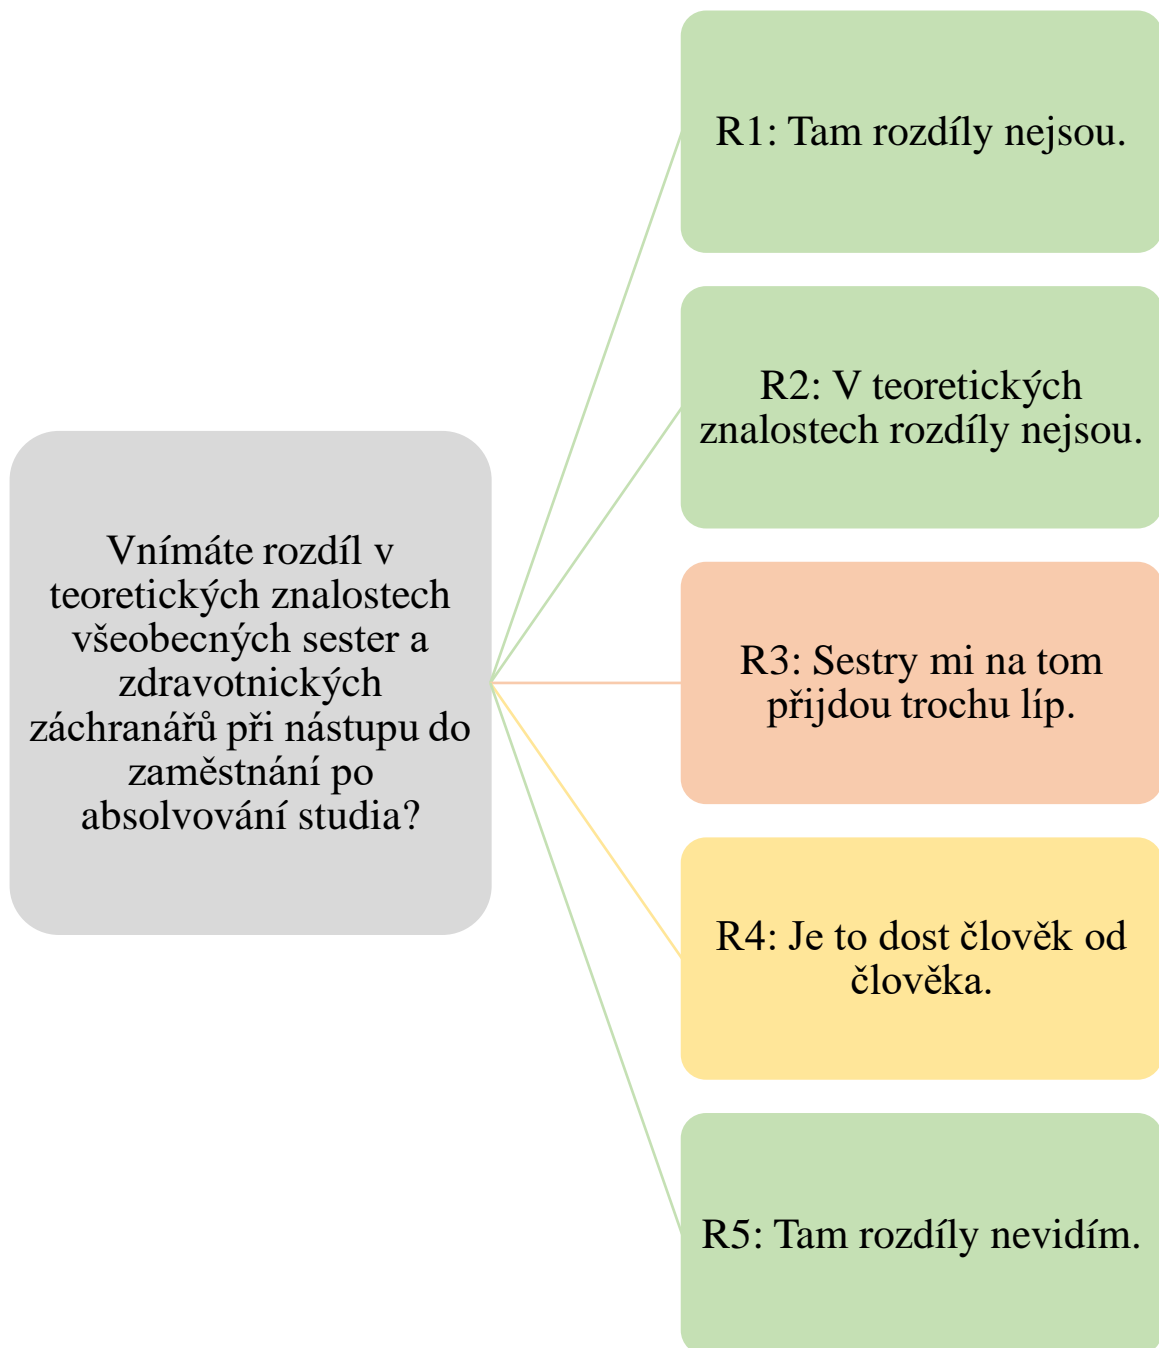 R1: Tam rozdíly nejsou.
R2: V teoretických
znalostech rozdíly nejsou.
Vnímáte rozdíl v
teoretických znalostech
všeobecných sester a
zdravotnických
záchranářů při nástupu do
zaměstnání po
absolvování studia?
R3: Sestry mi na tom
přijdou trochu líp.
R4: Je to dost člověk od
člověka.
R5: Tam rozdíly nevidím.